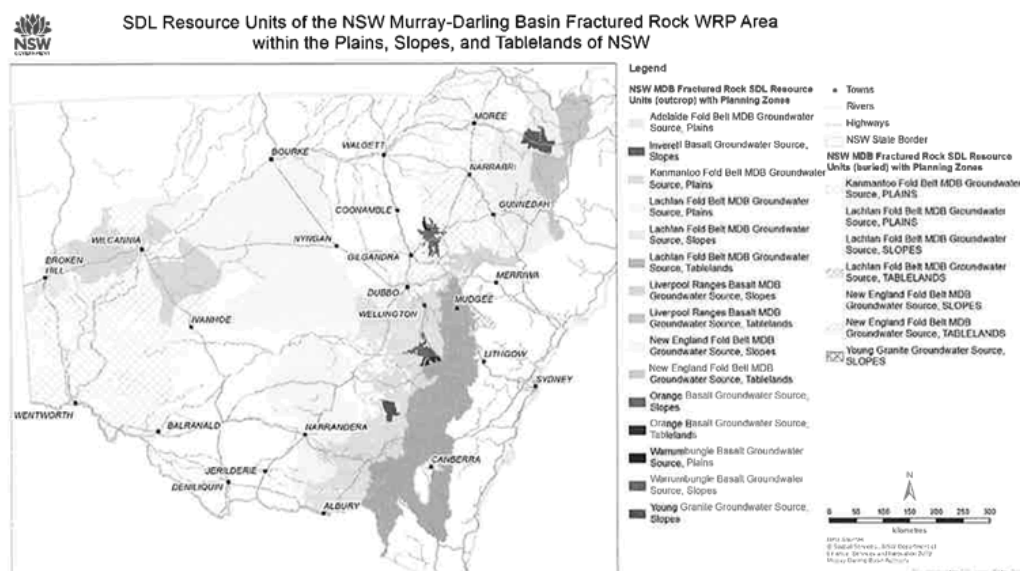 SDL Resource Units of the NSW Murray-Darling Basin Fractured Rock WRP Area
within the Plains, Slopes, and Tablelands of NSW
NSW
GOVERNMENT
Legend
NSW MDB Fractured Rock SDL Resource
Units (outcrop) with Planning Zones
Adelaide Fold Belt MDB Groundwater
Source, Plains
Inverell Basalt Groundwater Source,
Slopes
Kanmantoo Fold Belt MDB Groundwater
Source, Plains
Lachlan Fold Belt MDB Groundwater
Source, Plains
Lachlan Fold Belt MDB Groundwater
Source, Slopes
Lachlan Fold Belt MDB Groundwater
Source, Tablelands
Liverpool Ranges Basalt MDB
Groundwater Source, Slopes
Liverpool Ranges Basalt MDB
Groundwater Source, Tablelands
New England Fold Belt MDB
Groundwater Source, Slopes
New England Fold Belt MDB
Groundwater Source, Tablelands
Orange Basalt Groundwater Source,
Slopes
Orange Basalt Groundwater Source,
Tablelands
Warrumbungle Basalt Groundwater
Source, Plains
Warrumbungle Basalt Groundwater
Source, Slopes
Young Granite Groundwater Source,
Slopes
Towns
Rivers
Highways
NSW State Border
NSW MDB Fractured Rock SDL Resource
Units (buried) with Planning Zones
Kanmantoo Fold Belt MDB Groundwater
Source, PLAINS
Lachlan Fold Belt MDB Groundwater
Source, PLAINS
Lachlan Fold Belt MDB Groundwater
Source, SLOPES
Lachlan Fold Belt MDB Groundwater
Source, TABLELANDS
New England Fold Belt MDB Groundwater
Source, SLOPES
New England Fold Belt MDB
Groundwater Source, TABLELANDS
Young Granite Groundwater Source,
SLOPES
MOREE
BOURKE
WALGETT
NARRABRI
COONAMBLE
GUNNEDAH
WILCANNIA
NYNGAN
GILGANDRA
BROKEN
HILL
MERRIWA
DUBBO
MUDGEE
WELLINGTON
IVANHOE
LITHGOW
SYDNEY
WENTWORTH
BALRANALD
NARRANDERA
CANBERRA
JERILDERIE
DENILIQUIN
ALBURY
N
0 50 100 150 200 250 300
kilometres